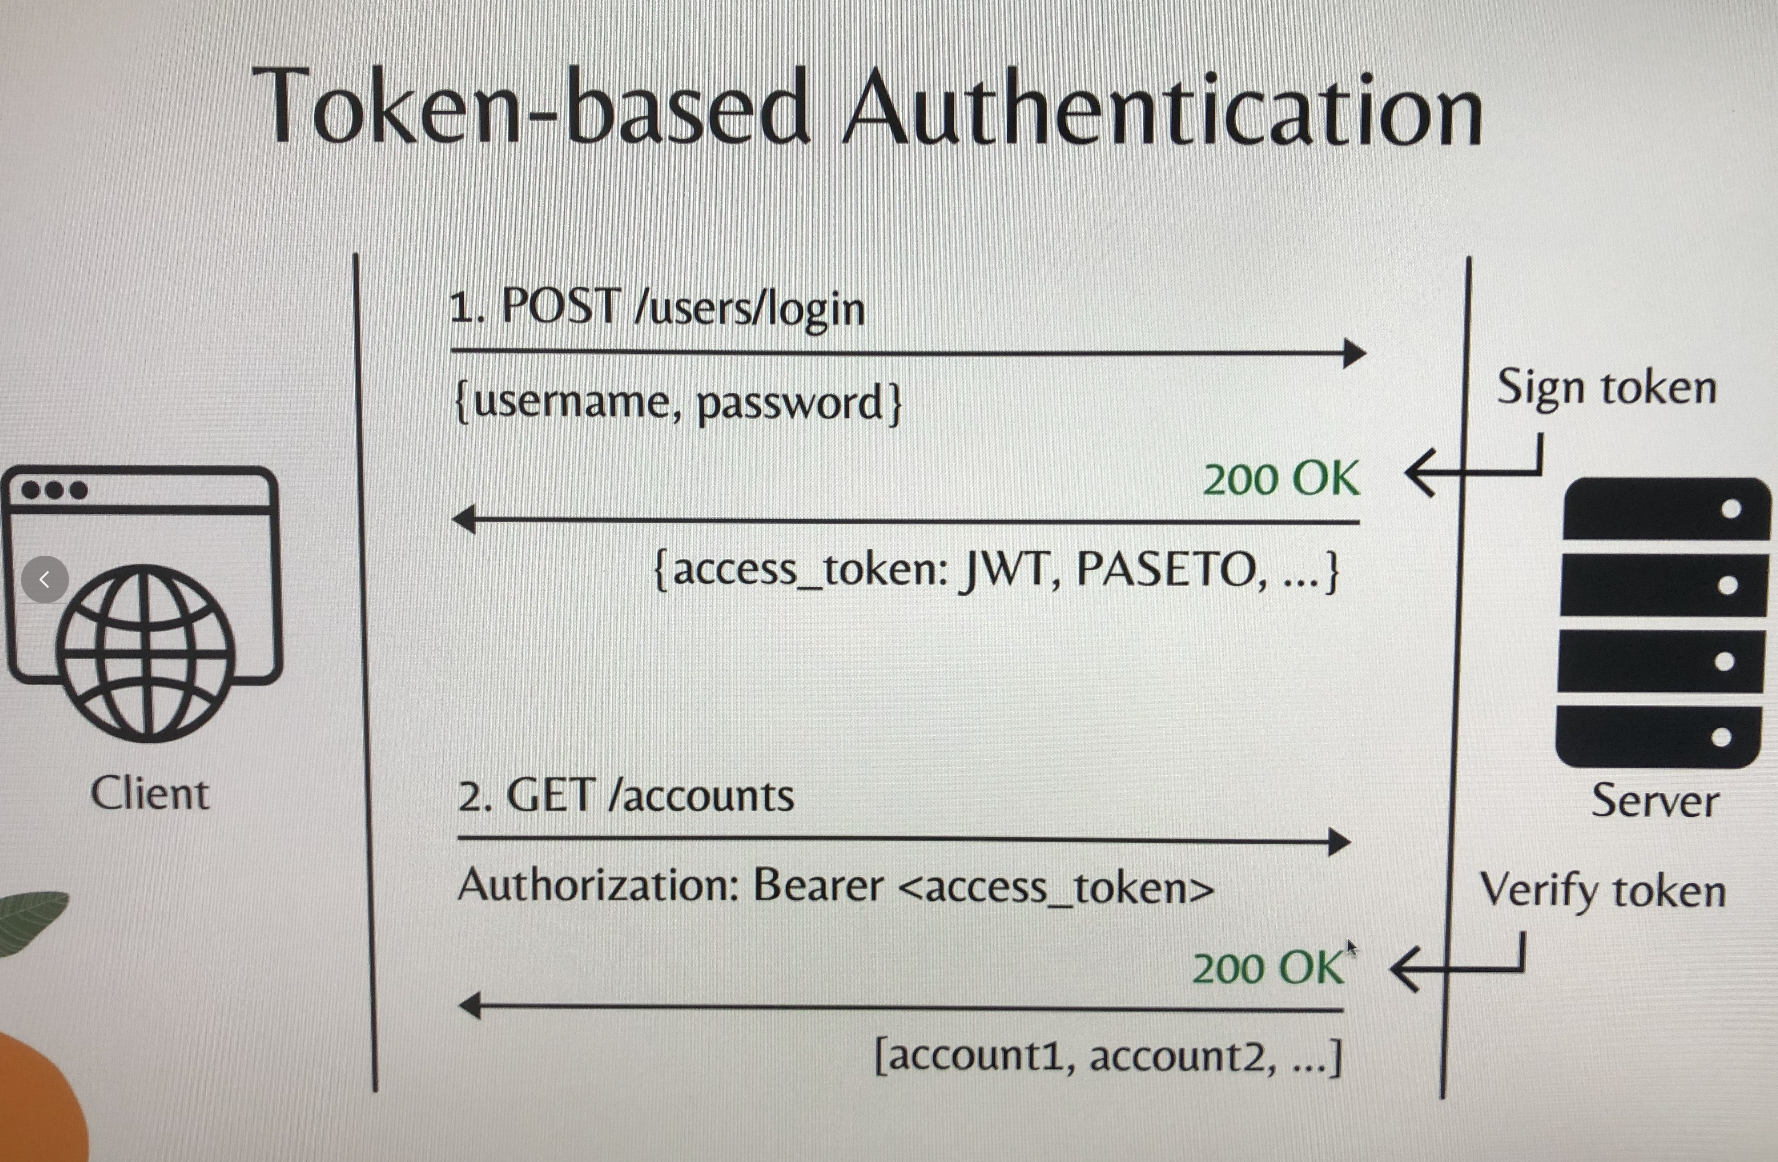 Token-based Authentication
1. POST /users/login
{username, password}
Sign token
200 OK
{access_token: JWT, PASETO, ...}
Client
Server
2. GET /accounts
Authorization: Bearer <access_token>
Verify token
200 OK
[account1, account2, ...]